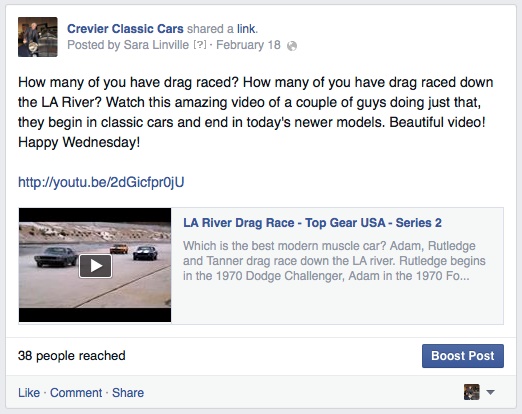 Crevier Classic Cars shared a link.
Posted by Sara Linville [?] · February 18
How many of you have drag raced? How many of you have drag raced down
the LA River? Watch this amazing video of a couple of guys doing just that,
they begin in classic cars and end in today's newer models. Beautiful video!
Happy Wednesday!
http://youtu.be/2dGicfpr0jU
LA River Drag Race - Top Gear USA - Series 2
Which is the best modern muscle car? Adam, Rutledge
and Tanner drag race down the LA river. Rutledge begins
in the 1970 Dodge Challenger, Adam in the 1970 Fo...
38 people reached
Boost Post
Like · Comment · Share